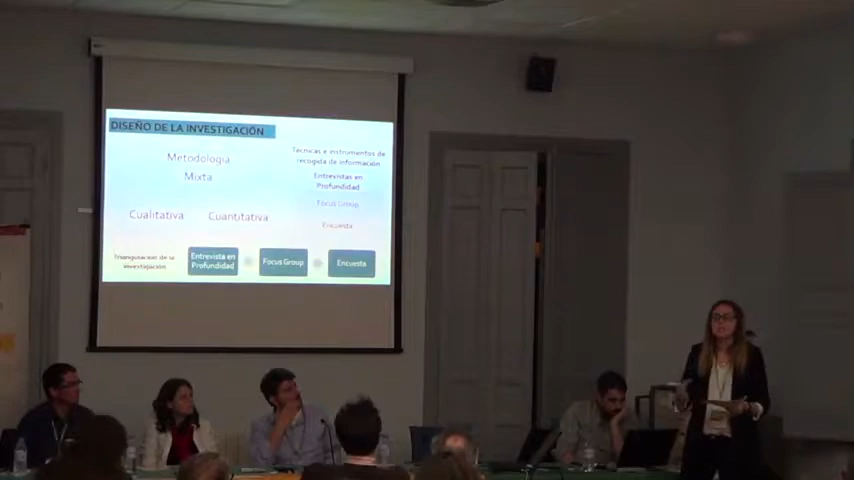 DISEÑO DE LA INVESTIGACIÓN
Metodología
Mixta
Cualitativa
Cuantitativa
Técnicas e instrumentos de
recogida de información
Entrevistas en
Profundidad
Focus Group
Encuesta
Triangulación de la
investigación
Entrevista en
Profundidad
Focus Group
Encuesta